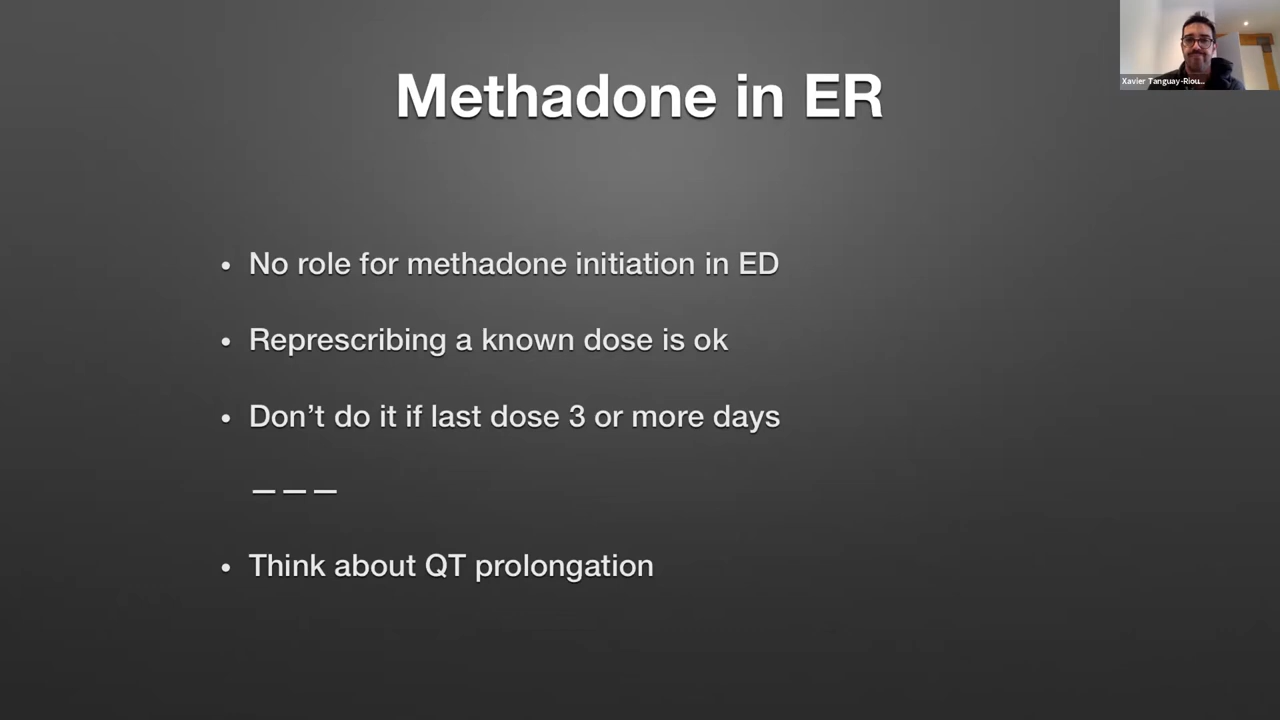 Methadone in ER
Xavier Tanguay-Riou...
• No role for methadone initiation in ED
• Represcribing a known dose is ok
• Don’t do it if last dose 3 or more days
— — —
• Think about QT prolongation